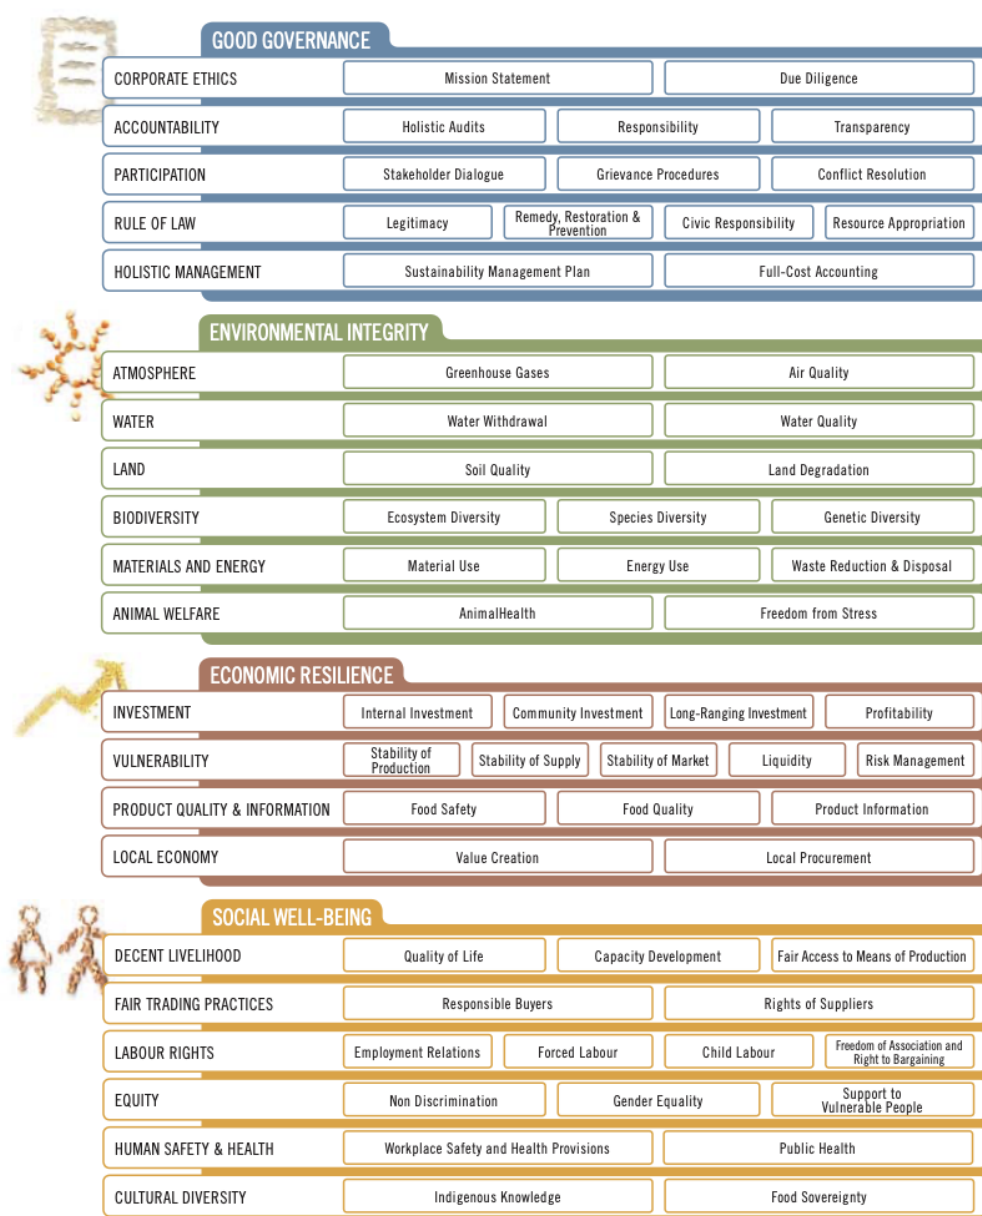 GOOD GOVERNANCE
CORPORATE ETHICS
Mission Statement
Due Diligence
ACCOUNTABILITY
Holistic Audits
Responsibility
Transparency
PARTICIPATION
Stakeholder Dialogue
Grievance Procedures
Conflict Resolution
RULE OF LAW
Legitimacy
Remedy, Restoration &
Prevention
Civic Responsibility
Resource Appropriation
HOLISTIC MANAGEMENT
Sustainability Management Plan
Full-Cost Accounting
ENVIRONMENTAL INTEGRITY
ATMOSPHERE
Greenhouse Gases
Air Quality
WATER
Water Withdrawal
Water Quality
LAND
Soil Quality
Land Degradation
BIODIVERSITY
Ecosystem Diversity
Species Diversity
Genetic Diversity
MATERIALS AND ENERGY
Material Use
Energy Use
Waste Reduction & Disposal
ANIMAL WELFARE
AnimalHealth
Freedom from Stress
ECONOMIC RESILIENCE
INVESTMENT
Internal Investment
Community Investment
Long-Ranging Investment
Profitability
VULNERABILITY
Stability of
Production
Stability of Supply
Stability of Market
Liquidity
Risk Management
PRODUCT QUALITY & INFORMATION
Food Safety
Food Quality
Product Information
LOCAL ECONOMY
Value Creation
Local Procurement
SOCIAL WELL-BEING
DECENT LIVELIHOOD
Quality of Life
Capacity Development
Fair Access to Means of Production
FAIR TRADING PRACTICES
Responsible Buyers
Rights of Suppliers
LABOUR RIGHTS
Employment Relations
Forced Labour
Child Labour
Freedom of Association and
Right to Bargaining
EQUITY
Non Discrimination
Gender Equality
Support to
Vulnerable People
HUMAN SAFETY & HEALTH
Workplace Safety and Health Provisions
Public Health
CULTURAL DIVERSITY
Indigenous Knowledge
Food Sovereignty